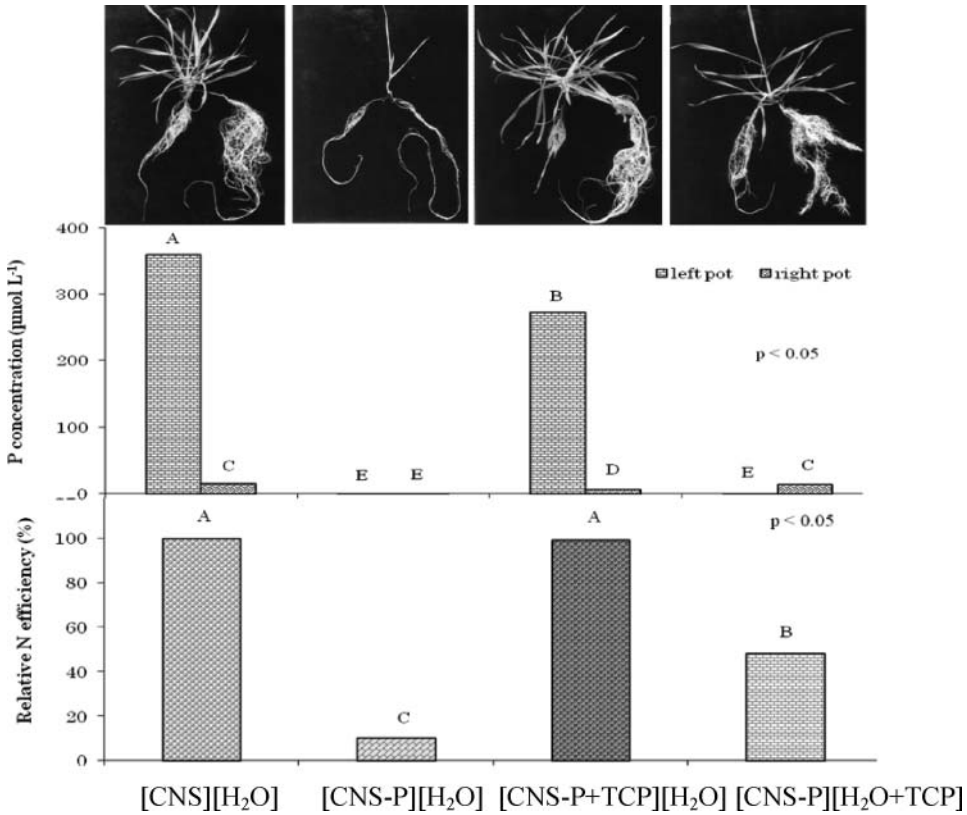 400
A
left pot right pot
300
B
P concentration (µmol L⁻¹)
200
p < 0.05
100
C
E E
D
E C
0
A
A
p < 0.05
100
Relative N efficiency (%)
80
60
B
40
20
C
0
[CNS][H₂O] [CNS-P][H₂O] [CNS-P+TCP][H₂O] [CNS-P][H₂O+TCP]